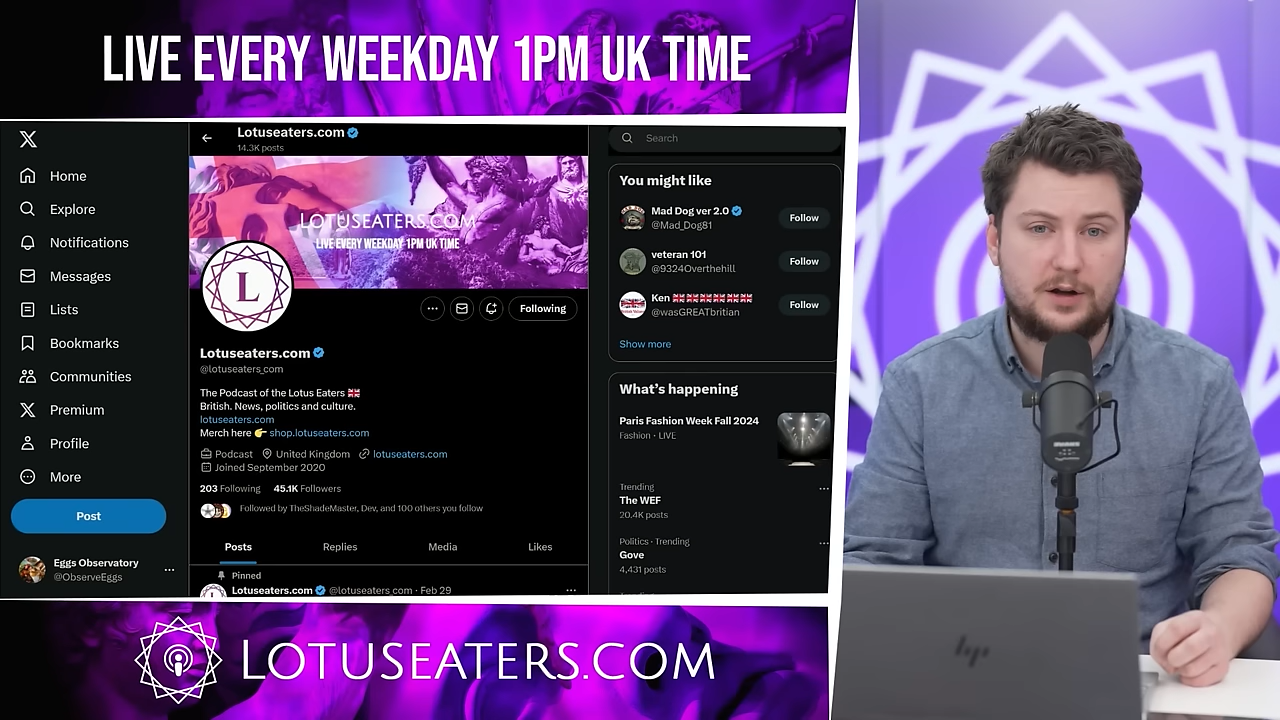 LIVE EVERY WEEKDAY 1PM UK TIME
Home
Explore
Notifications
Messages
Lists
Bookmarks
Communities
Premium
Profile
More
Post
Eggs Observatory
@ObserveEggs
Lotuseaters.com
14.3K posts
LOTUSEATERS.COM
LIVE EVERY WEEKDAY 1PM UK TIME
L
Following
Lotuseaters.com
@lotuseaters_com
The Podcast of the Lotus Eaters 🇬🇧
British. News, politics and culture.
lotuseaters.com
Merch here 👉 shop.lotuseaters.com
Podcast United Kingdom lotuseaters.com
Joined September 2020
203 Following 45.1K Followers
Followed by TheShadeMaster, Dev, and 100 others you follow
Posts Replies Media Likes
Pinned
Lotuseaters.com @lotuseaters_com · Feb 29
Search
You might like
Mad Dog ver 2.0
@Mad_Dog81
Follow
veteran 101
@9324Overthehill
Follow
Ken 🇬🇧🇬🇧🇬🇧🇬🇧🇬🇧🇬🇧
@wasGREATbritian
Follow
Show more
What's happening
Paris Fashion Week Fall 2024
Fashion · LIVE
Trending
The WEF
20.4K posts
Politics · Trending
Gove
4,431 posts
LOTUSEATERS.COM
hp